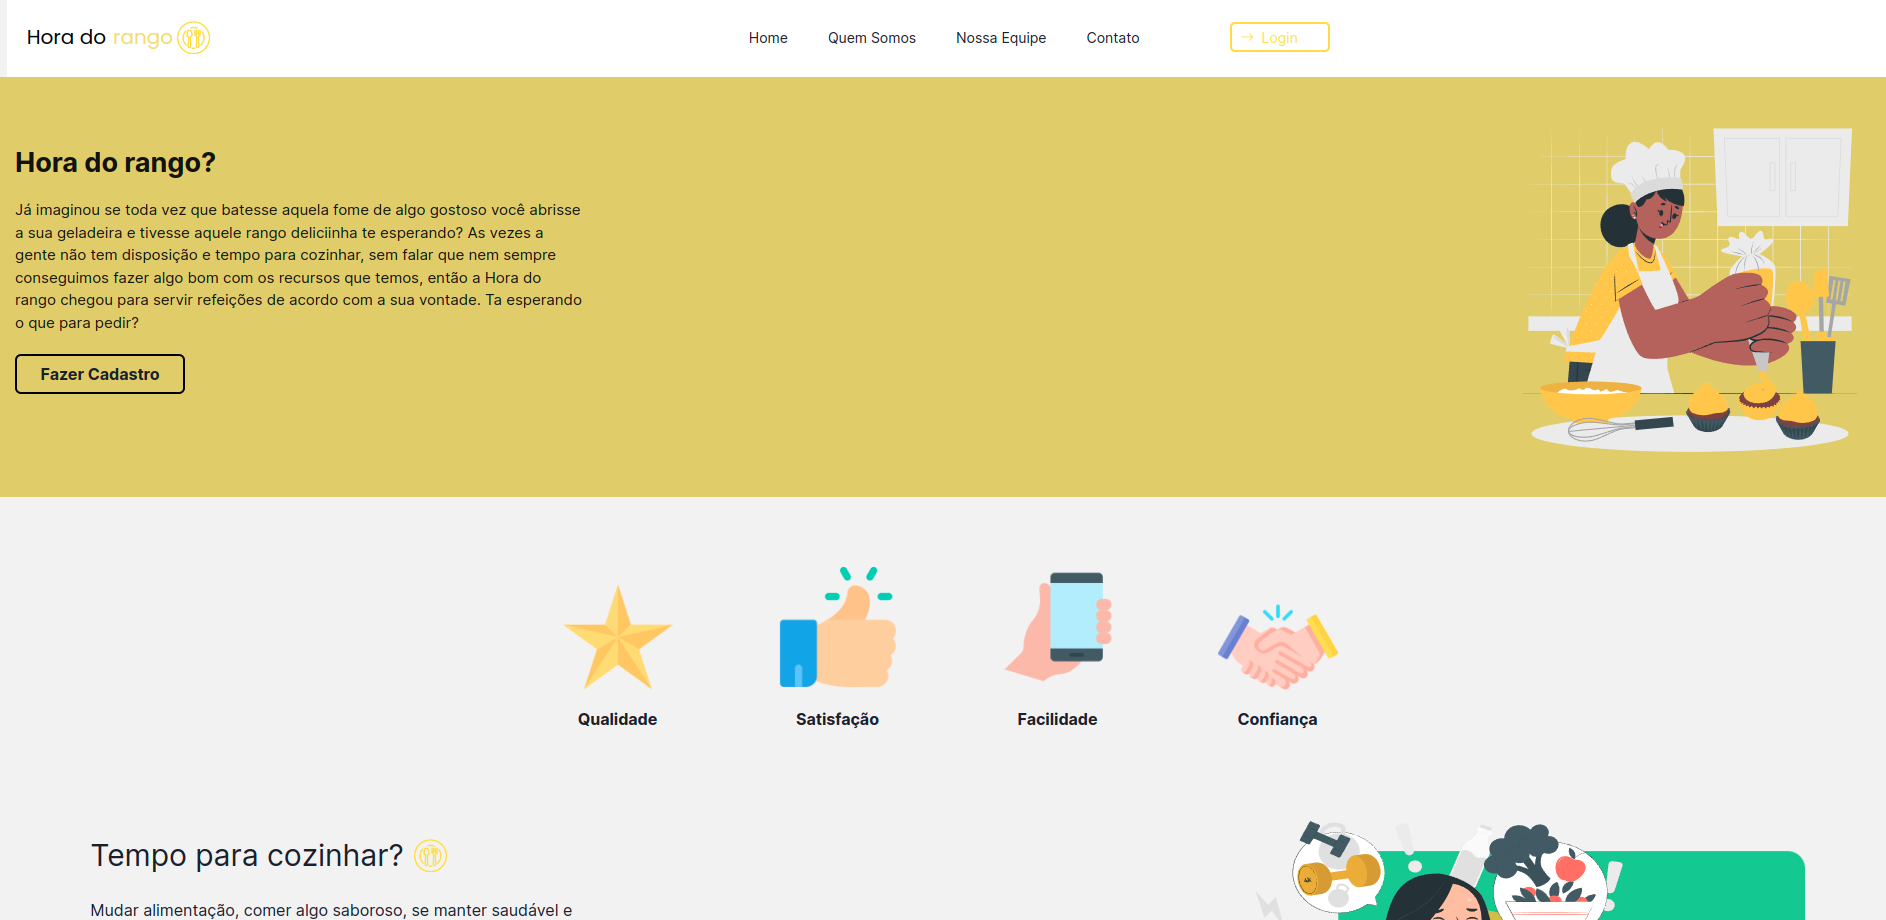 Hora do rango
Home
Quem Somos
Nossa Equipe
Contato
Login
Hora do rango?
Já imaginou se toda vez que batesse aquela fome de algo gostoso você abrisse
a sua geladeira e tivesse aquele rango deliciinha te esperando? As vezes a
gente não tem disposição e tempo para cozinhar, sem falar que nem sempre
conseguimos fazer algo bom com os recursos que temos, então a Hora do
rango chegou para servir refeições de acordo com a sua vontade. Ta esperando
o que para pedir?
Fazer Cadastro
Qualidade
Satisfação
Facilidade
Confiança
Tempo para cozinhar?
Mudar alimentação, comer algo saboroso, se manter saudável e